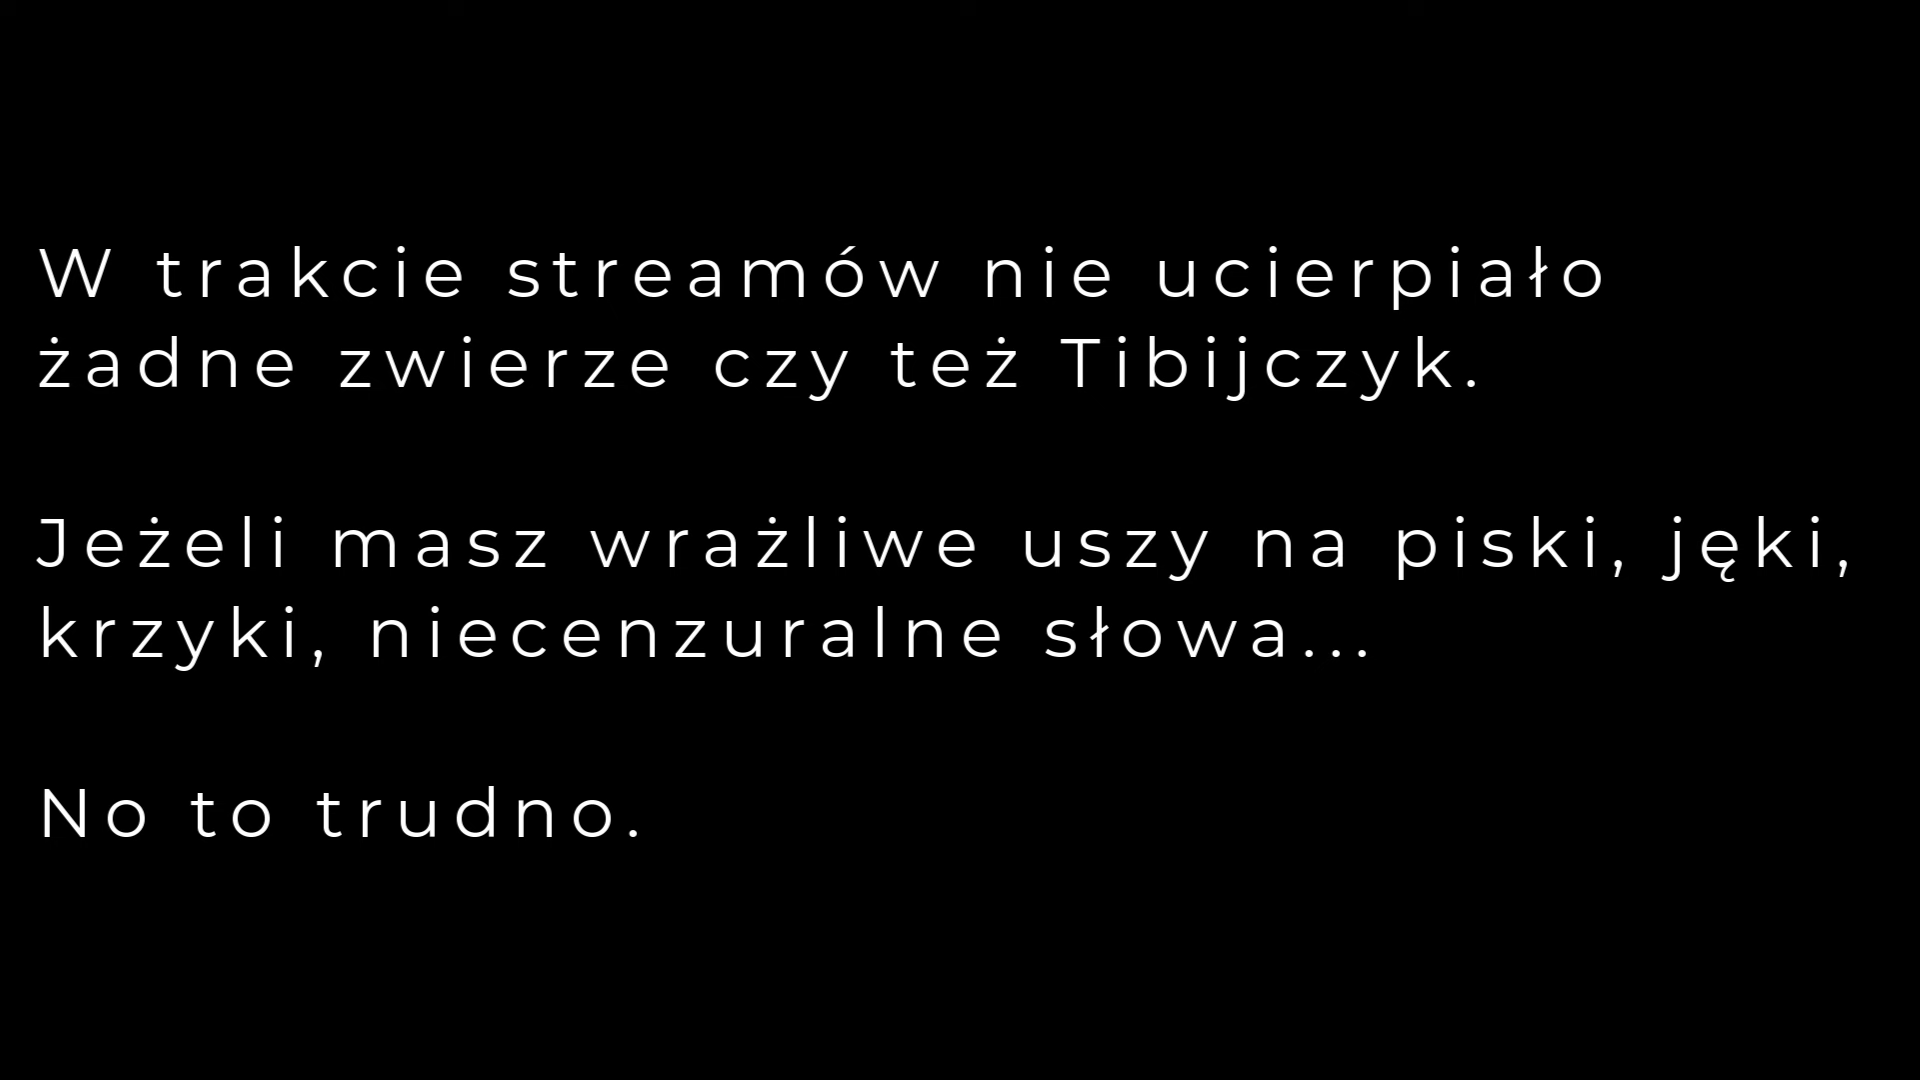 W trakcie streamów nie ucierpiało
żadne zwierze czy też Tibijczyk.
Jeżeli masz wrażliwe uszy na piski, jęki,
krzyki, niecenzuralne słowa...
No to trudno.